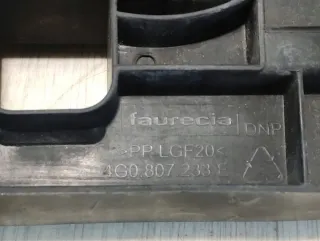 faurecia DNP
>PP LGF20<
4G0 807 233